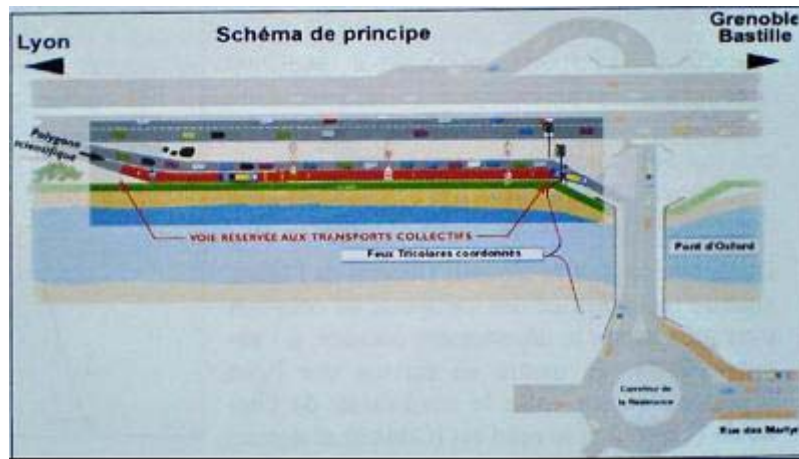 Lyon
Schéma de principe
Grenoble
Bastille
Polygone
scientifique
VOIE RÉSERVÉE AUX TRANSPORTS COLLECTIFS
Feux Tricolores coordonnés
Pont d'Oxford
Carrefour de
la Résistance
Rue des Martyrs